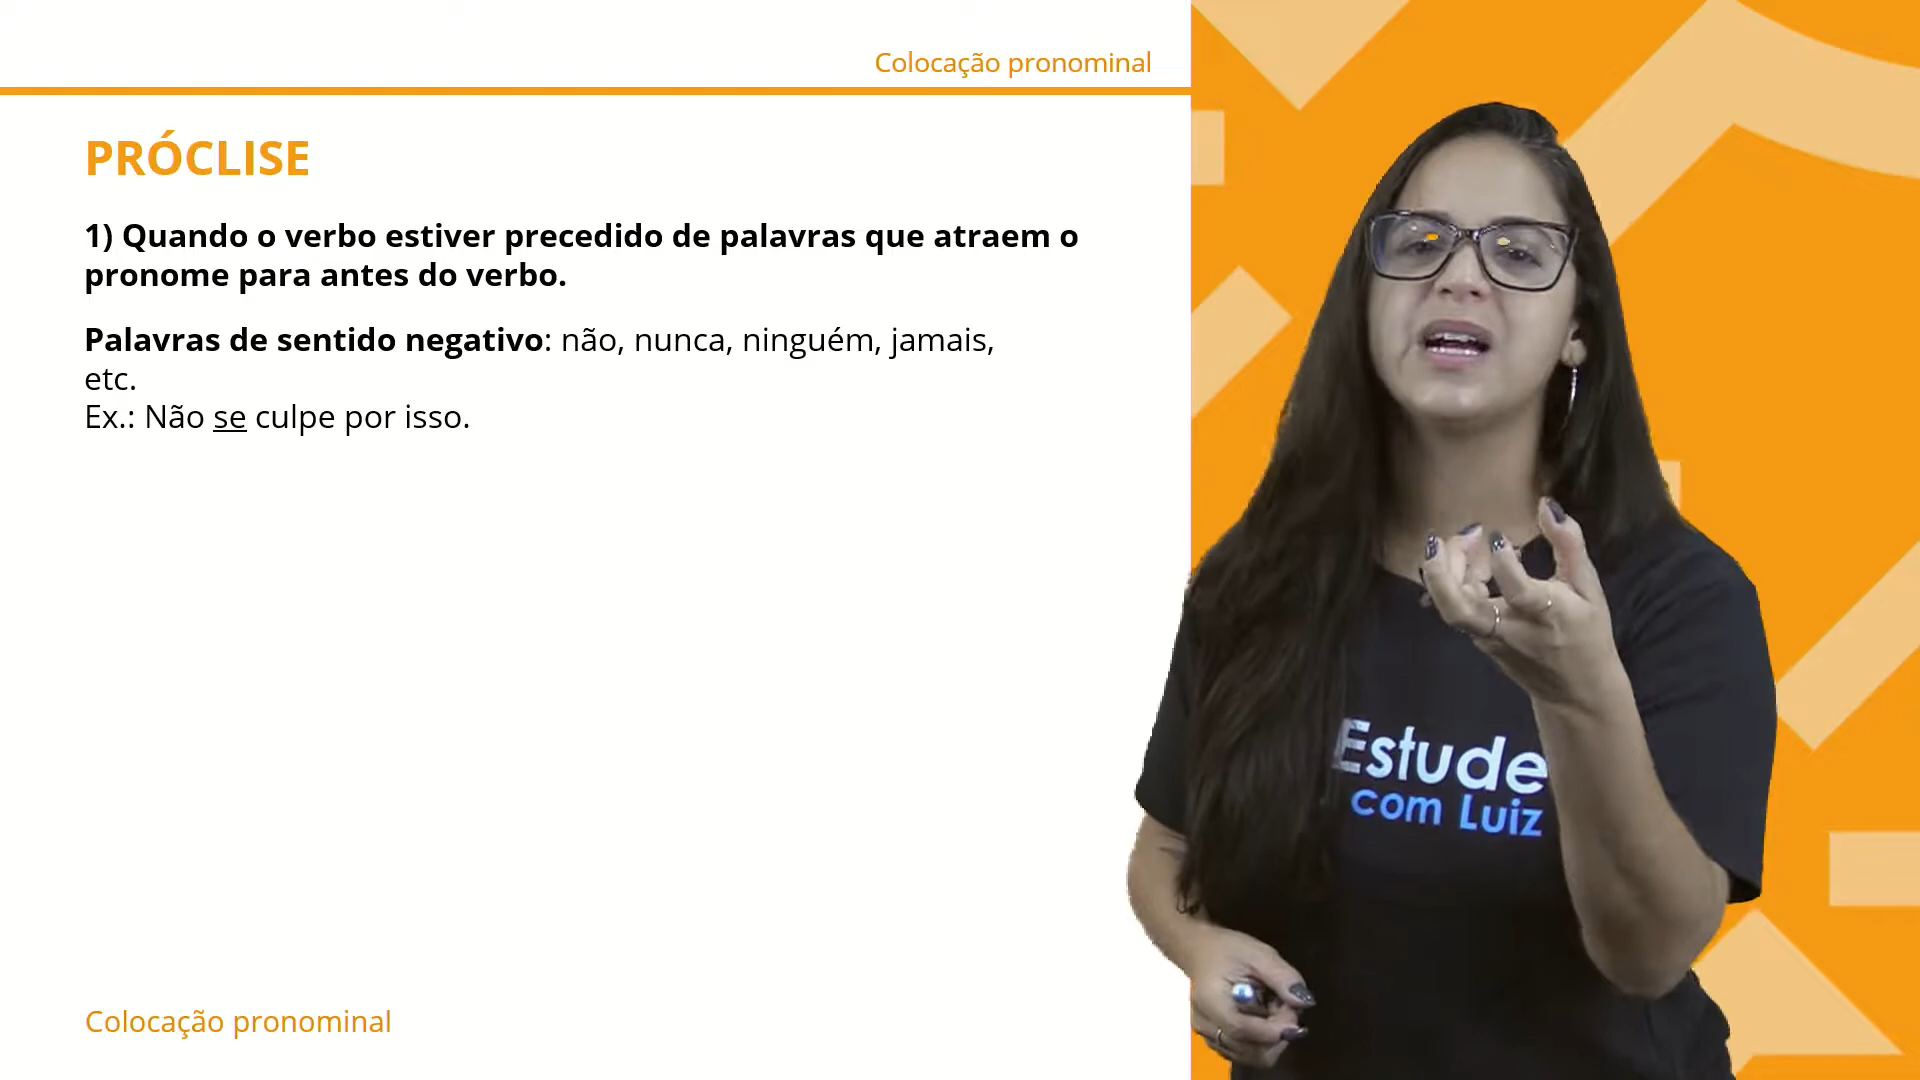 Colocação pronominal
PRÓCLISE
1) Quando o verbo estiver precedido de palavras que atraem o
pronome para antes do verbo.
Palavras de sentido negativo: não, nunca, ninguém, jamais,
etc.
Ex.: Não se culpe por isso.
Estude
com Luiz
Colocação pronominal